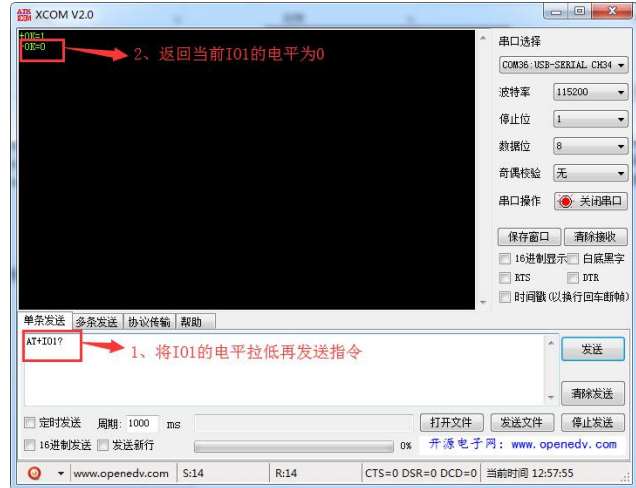 XCOM V2.0
+OK=1
+OK=0
2、返回当前IO1的电平为0
串口选择
COM36:USB-SERIAL CH34
波特率 115200
停止位 1
数据位 8
奇偶校验 无
串口操作 关闭串口
保存窗口 清除接收
16进制显示 白底黑字
RTS DTR
时间戳(以换行回车断帧)
单条发送 多条发送 协议传输 帮助
AT+IO1?
1、将IO1的电平拉低再发送指令
发送
清除发送
定时发送 周期: 1000 ms 打开文件 发送文件 停止发送
16进制发送 发送新行 0% 开源电子网: www.openedv.com
www.openedv.com S:14 R:14 CTS=0 DSR=0 DCD=0 当前时间 12:57:55